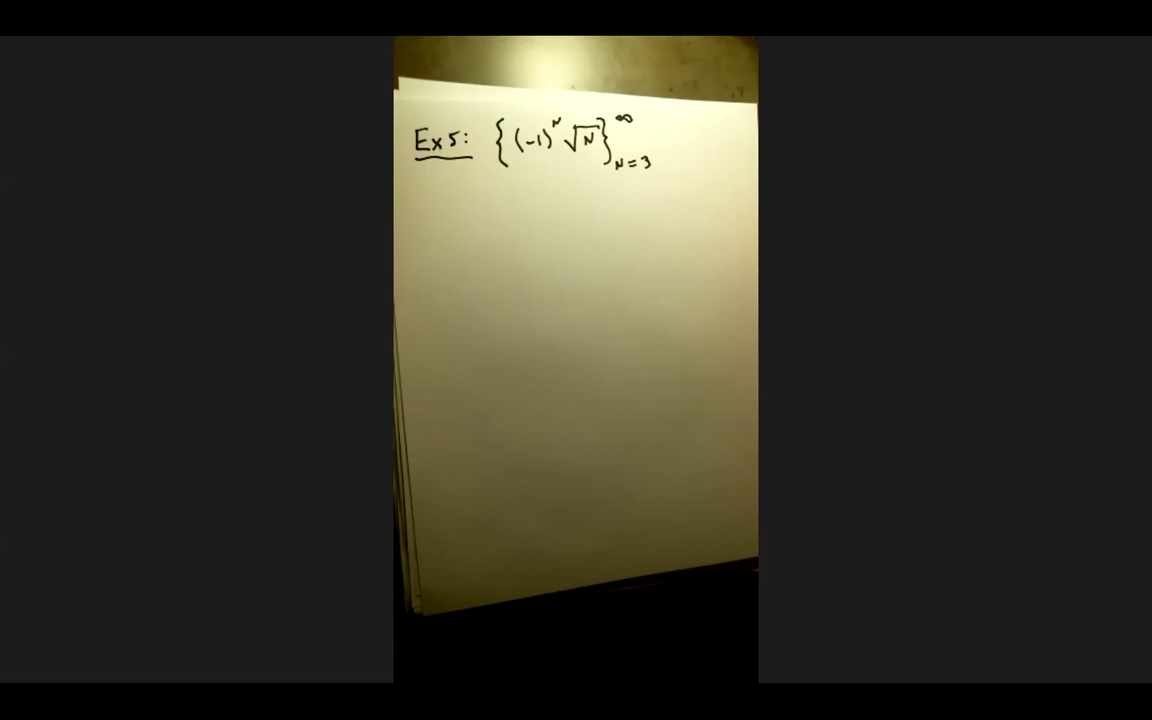 Ex 5: {(-1)^N √N}_{N=3}^∞